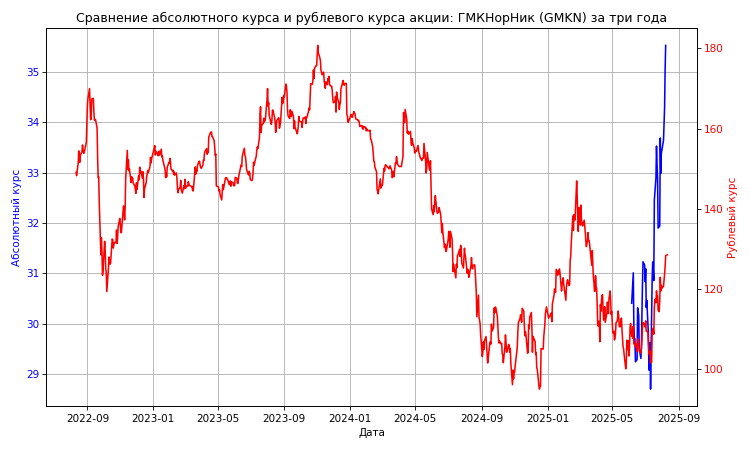 Сравнение абсолютного курса и рублевого курса акции: ГМКНорНик (GMKN) за три года
35
34
33
32
31
30
29
Абсолютный курс
180
160
140
120
100
Рублевый курс
2022-09 2023-01 2023-05 2023-09 2024-01 2024-05 2024-09 2025-01 2025-05 2025-09
Дата